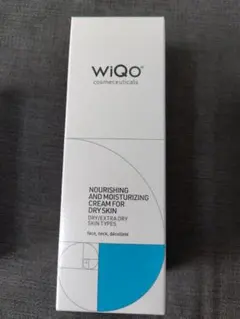 WiQo®
cosmeceuticals
NOURISHING
AND MOISTURIZING
CREAM FOR
DRY SKIN
DRY/EXTRA DRY
SKIN TYPES
face, neck, décolleté